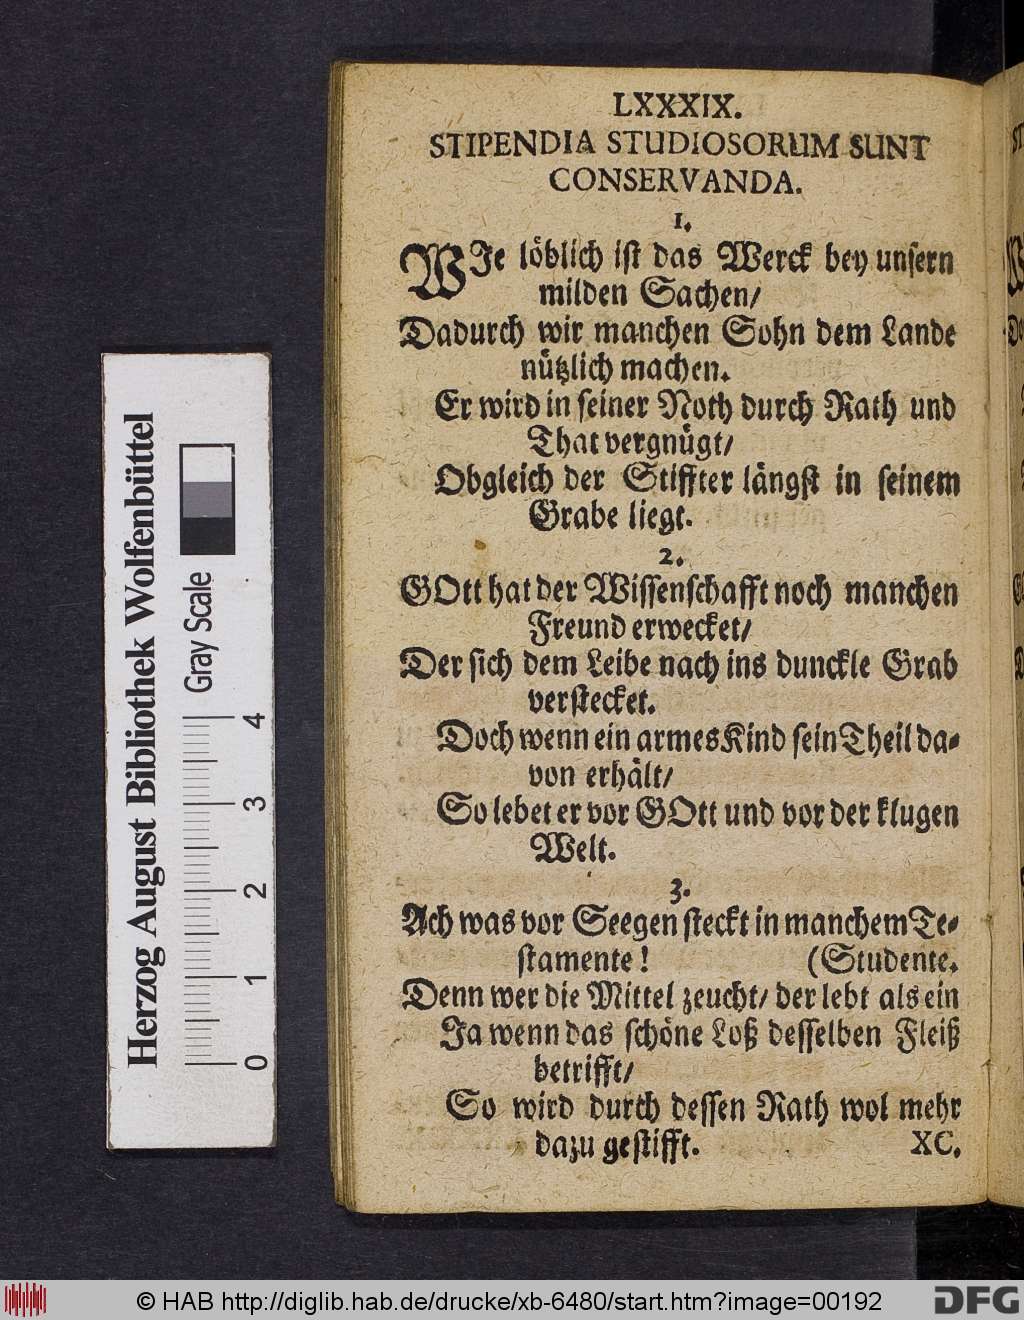 LXXXIX.
STIPENDIA STUDIOSORUM SUNT
CONSERVANDA.
1.
WJe löblich ist das Werck bey unsern
milden Sachen/
Dadurch wir manchen Sohn dem Lande
nützlich machen.
Er wird in seiner Noth durch Rath und
That vergnügt/
Obgleich der Stiffter längst in seinem
Grabe liegt.
2.
GOtt hat der Wissenschafft noch manchen
Freund erwecket/
Der sich dem Leibe nach ins dunckle Grab
verstecket.
Doch wenn ein armes Kind sein Theil da-
von erhält/
So lebet er vor GOtt und vor der klugen
Welt.
3.
Ach was vor Seegen steckt in manchem Te-
stamente! (Studente.
Denn wer die Mittel zeucht/ der lebt als ein
Ja wenn das schöne Loß desselben Fleiß
betrifft/
So wird durch dessen Rath wol mehr
dazu gestifft. XC.
Herzog August Bibliothek Wolfenbüttel
Gray Scale
0 1 2 3 4
© HAB http://diglib.hab.de/drucke/xb-6480/start.htm?image=00192
DFG